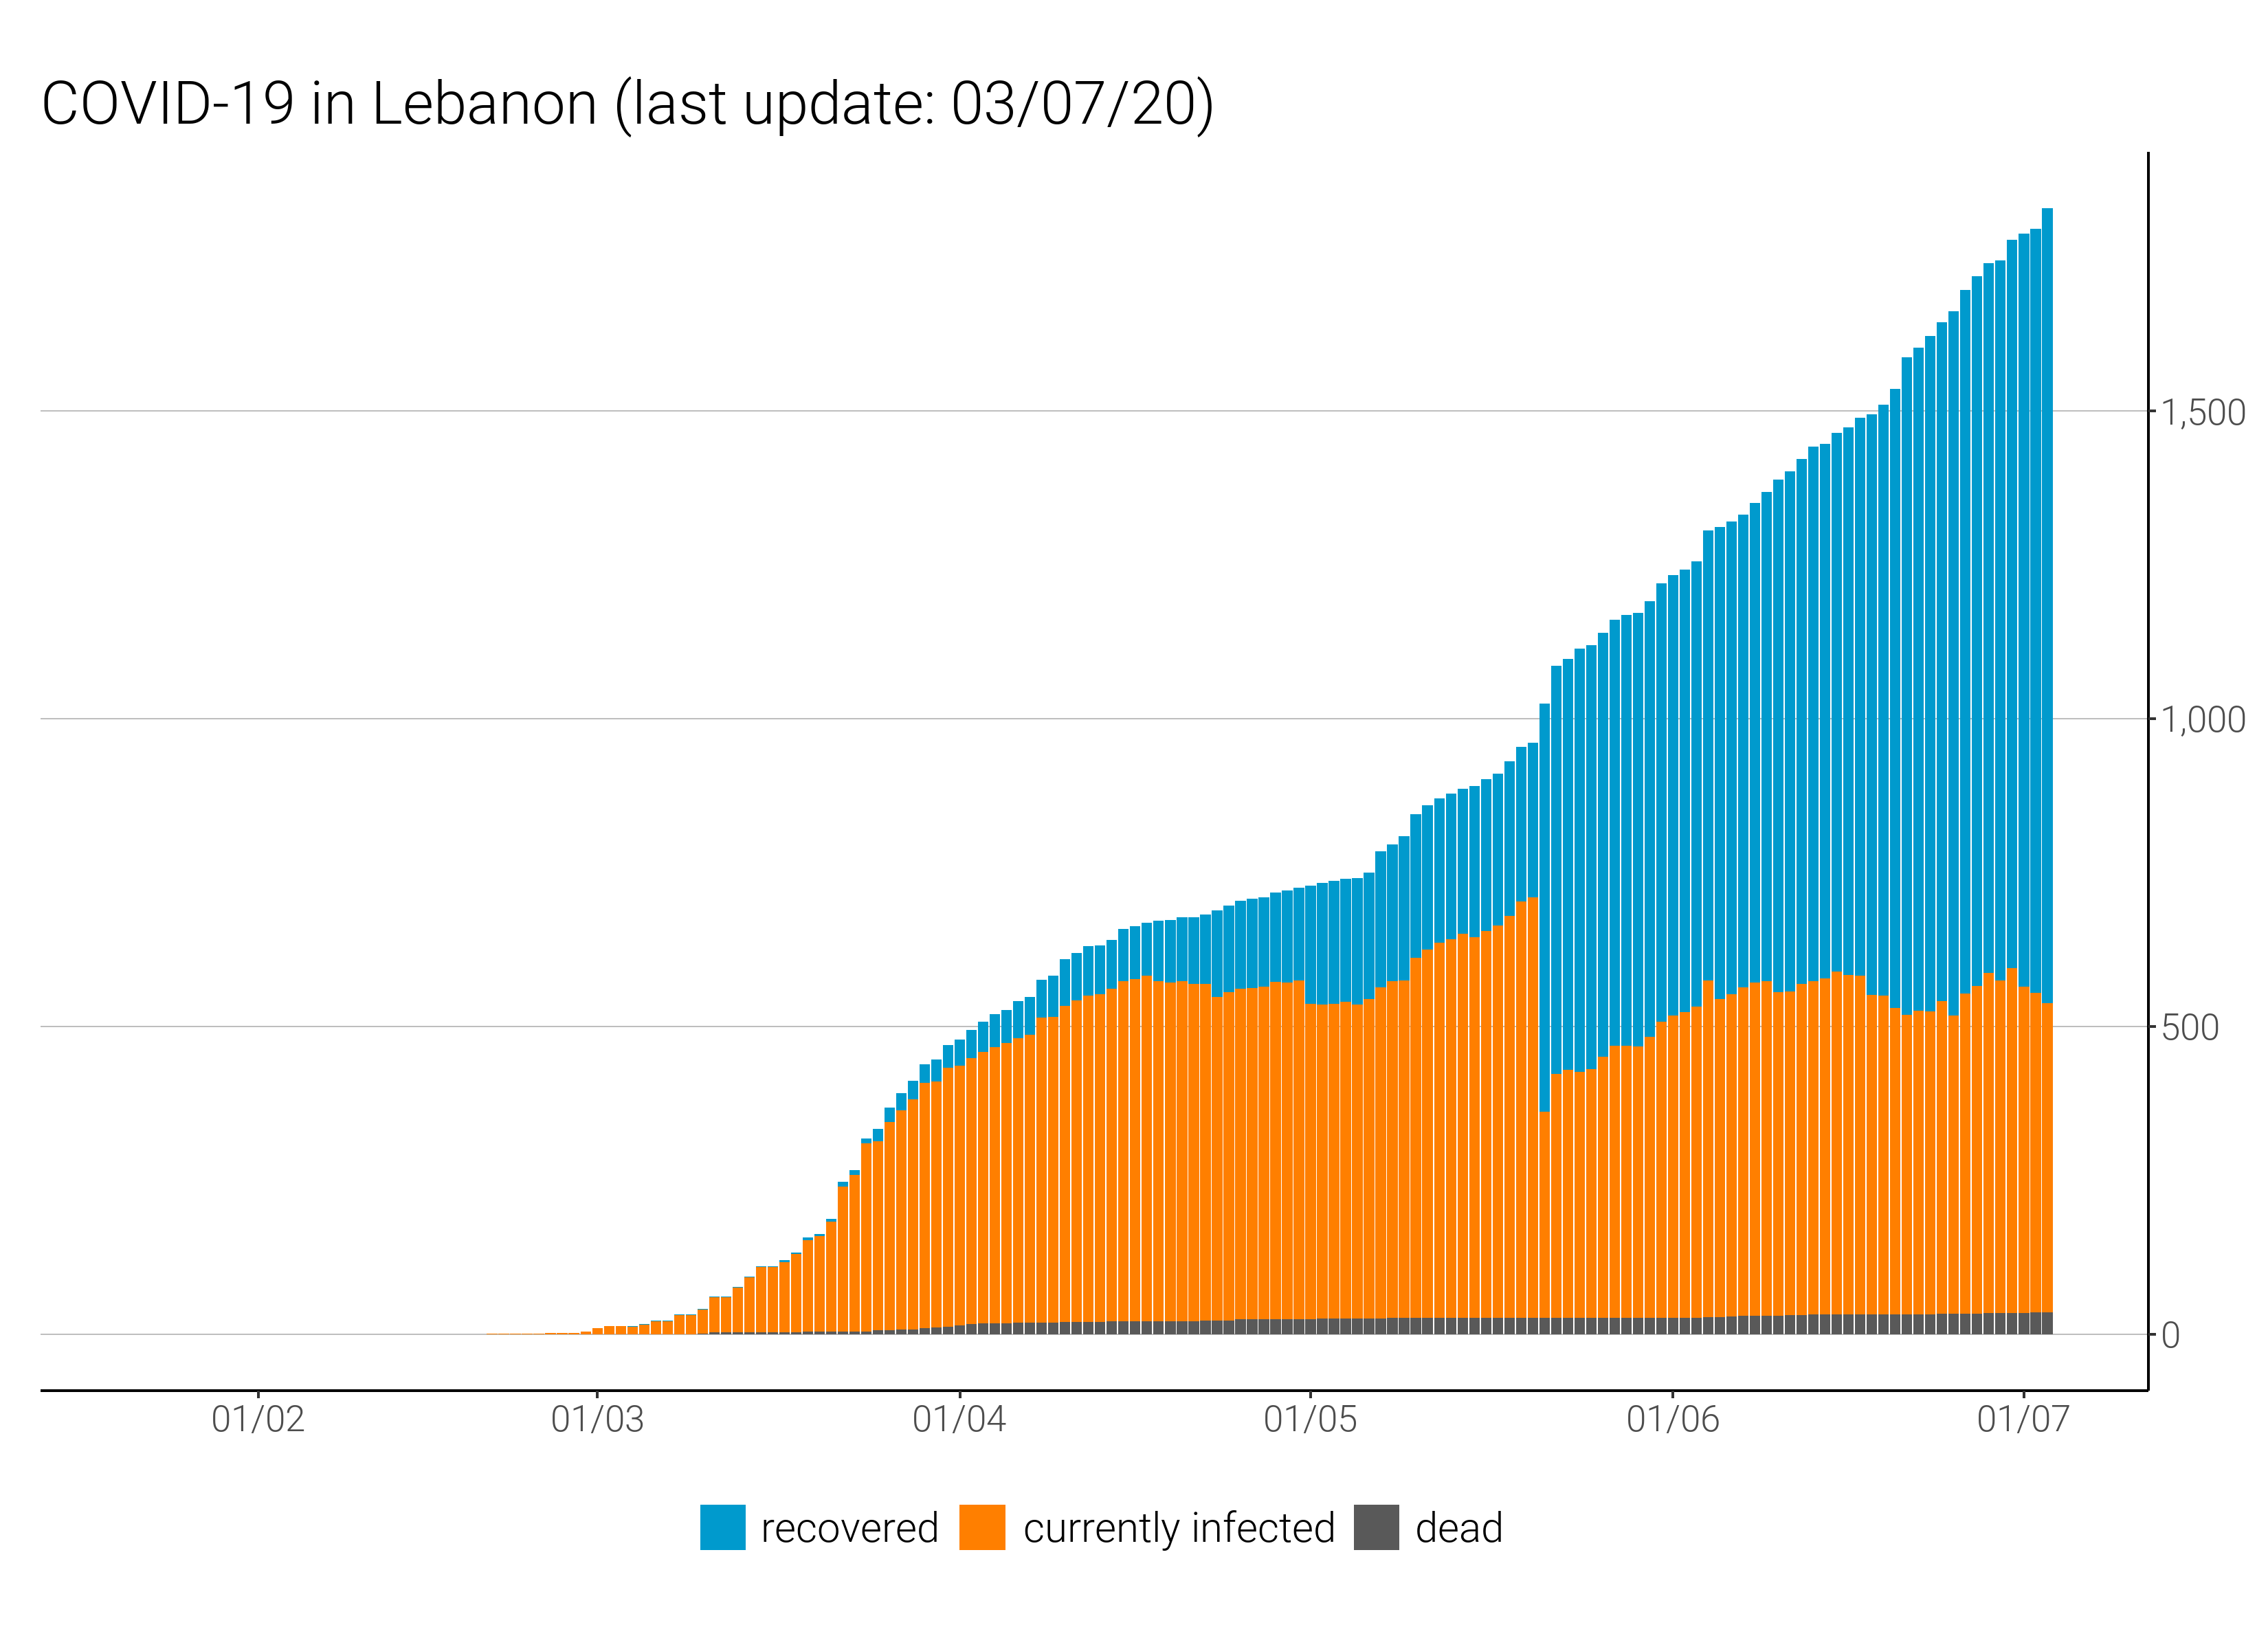 COVID-19 in Lebanon (last update: 03/07/20)
1,500
1,000
500
0
01/02 01/03 01/04 01/05 01/06 01/07
recovered currently infected dead